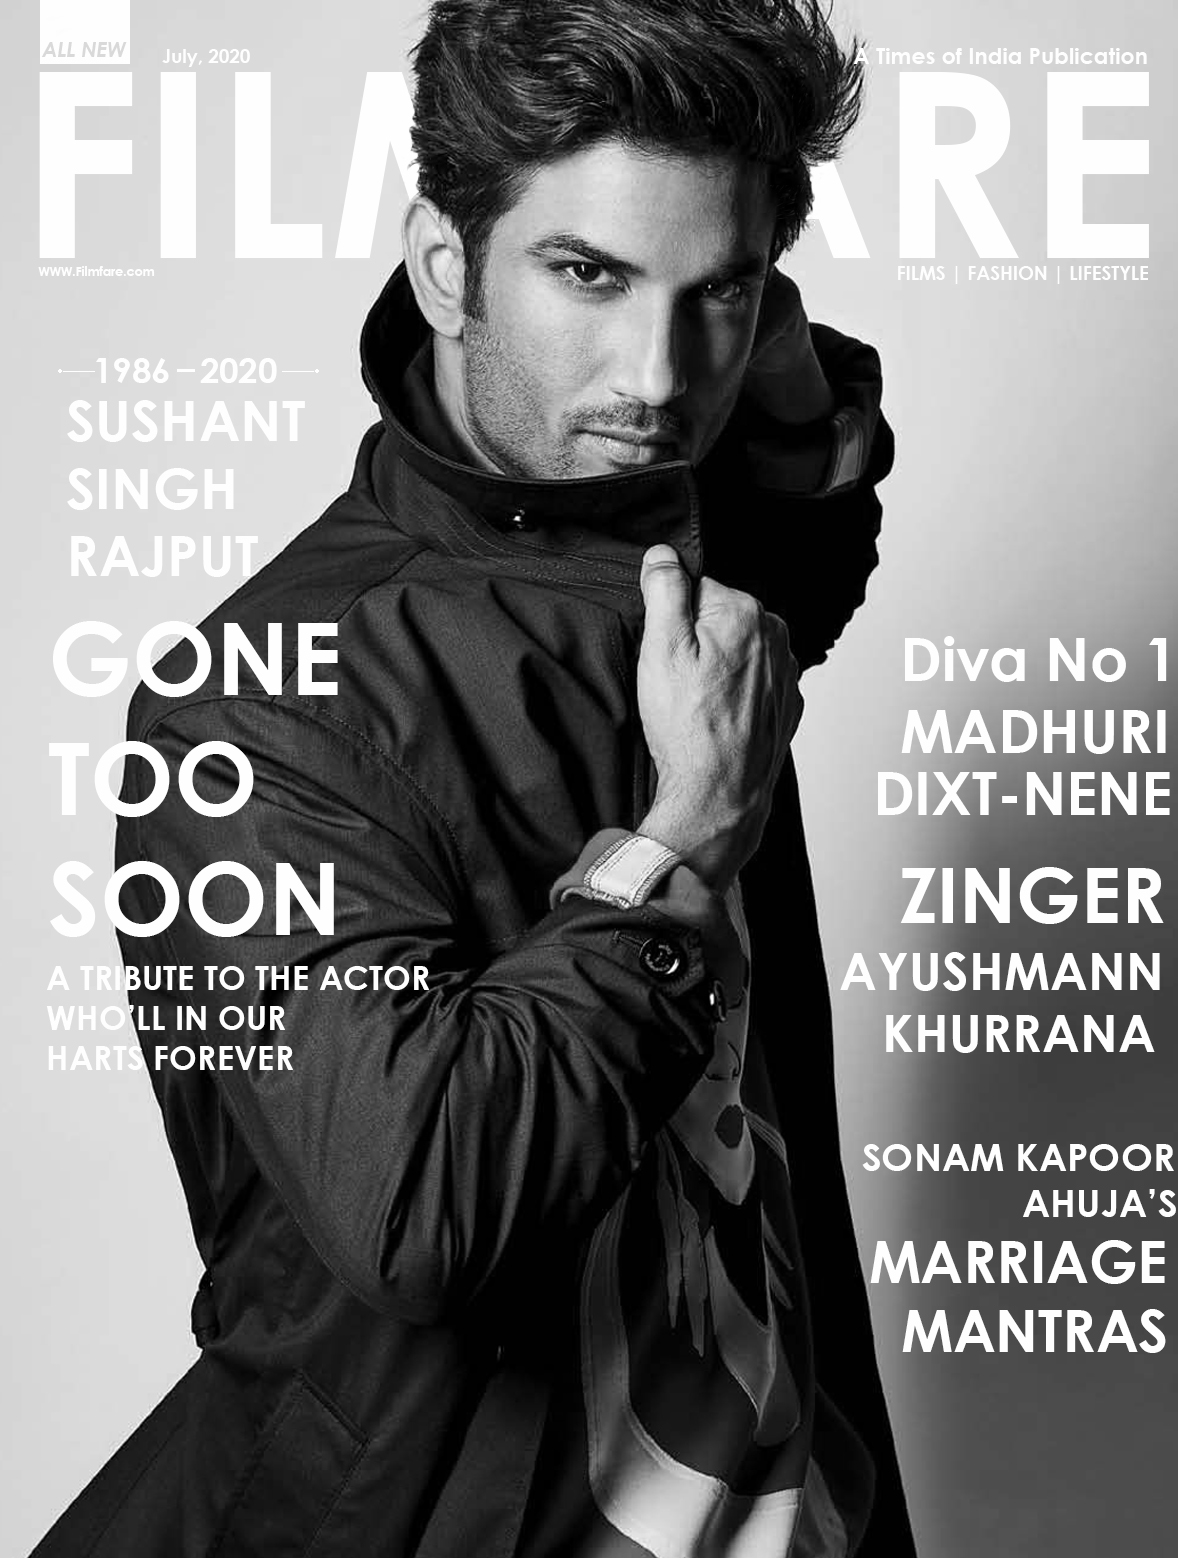 ALL NEW
July, 2020
A Times of India Publication
FILMFARE
WWW.Filmfare.com
FILMS | FASHION | LIFESTYLE
1986 – 2020
SUSHANT
SINGH
RAJPUT
GONE
TOO
SOON
A TRIBUTE TO THE ACTOR
WHO’LL IN OUR
HARTS FOREVER
Diva No 1
MADHURI
DIXT-NENE
ZINGER
AYUSHMANN
KHURRANA
SONAM KAPOOR
AHUJA’S
MARRIAGE
MANTRAS